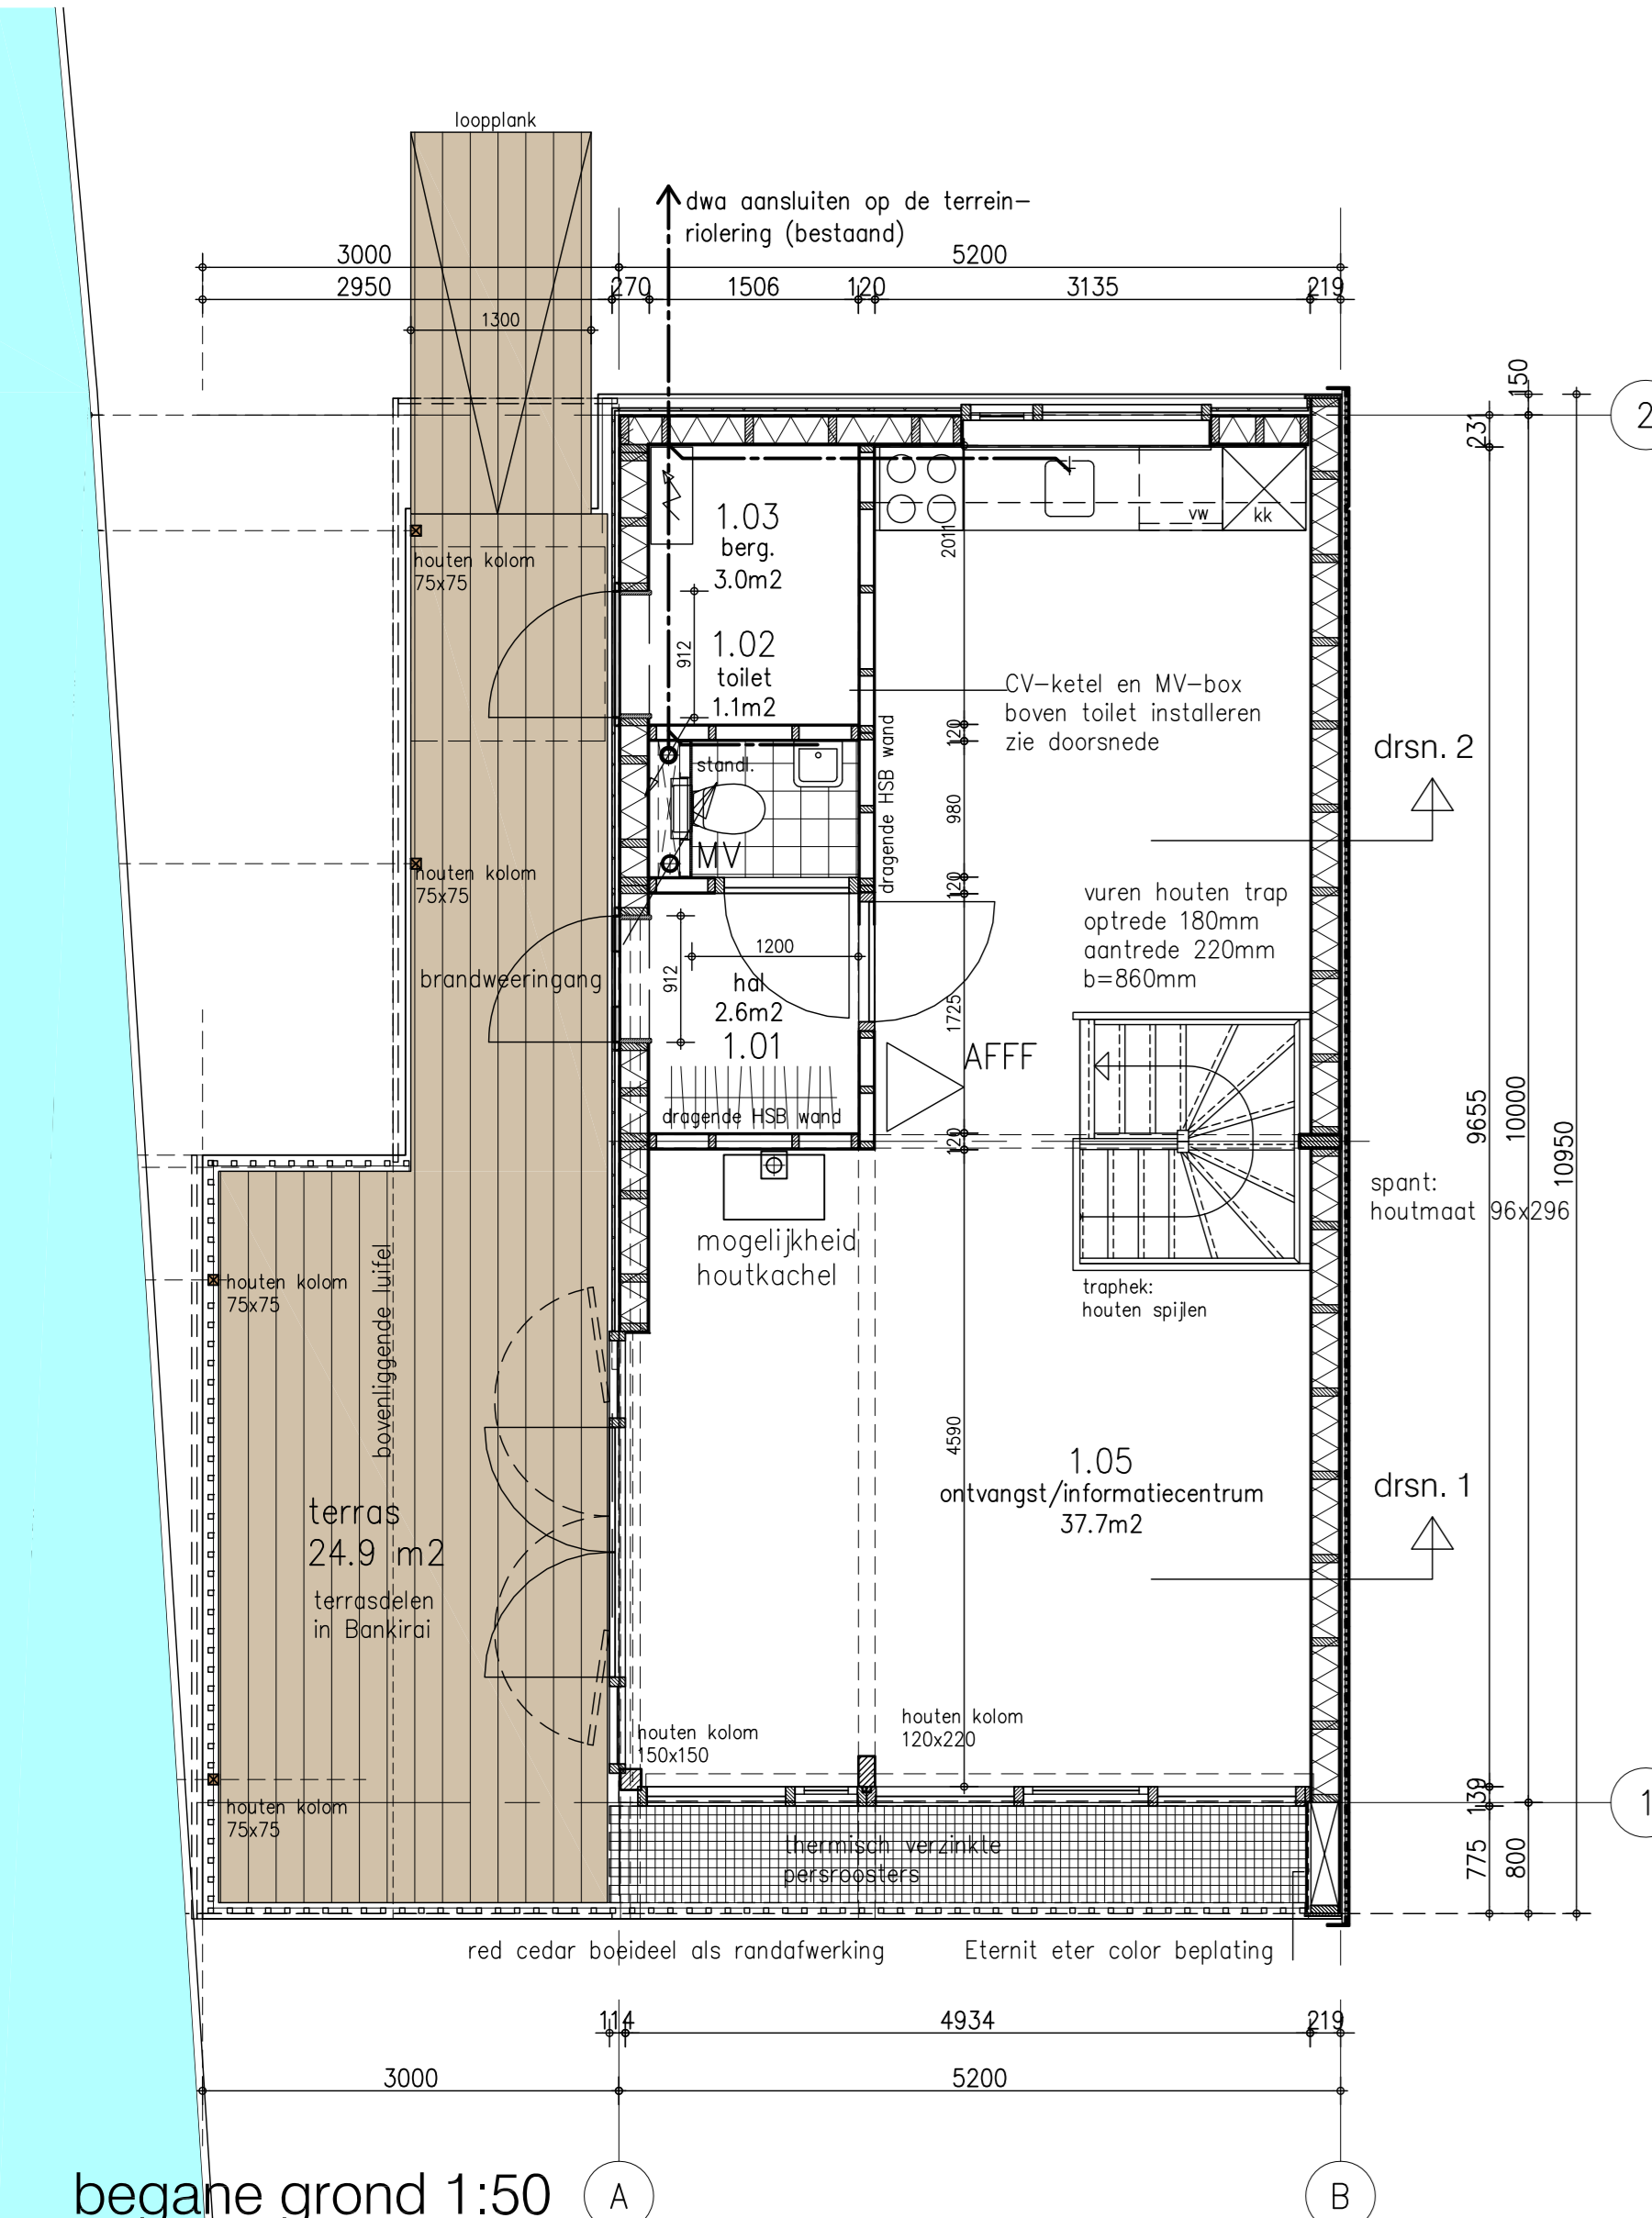 loopplank
dwa aansluiten op de terrein-
riolering (bestaand)
3000
5200
2950
270
1506
120
3135
219
1300
150
2
231
1.03
berg.
3.0m2
vw
kk
2011
houten kolom
75x75
1.02
toilet
1.1m2
912
CV-ketel en MV-box
boven toilet installeren
zie doorsnede
120
dragende HSB wand
drsn. 2
standl.
980
MV
houten kolom
75x75
120
vuren houten trap
optrede 180mm
aantrede 220mm
b=860mm
brandweeringang
1200
912
hal
2.6m2
1.01
1725
AFFF
dragende HSB wand
120
9655
10000
10950
spant:
houtmaat 96x296
mogelijkheid
houtkachel
houten kolom
75x75
bovenliggende luifel
traphek:
houten spijlen
4590
1.05
ontvangst/informatiecentrum
37.7m2
drsn. 1
terras
24.9 m2
terrasdelen
in Bankirai
houten kolom
150x150
houten kolom
120x220
139
1
houten kolom
75x75
thermisch verzinkte
persroosters
775
800
red cedar boeideel als randafwerking
Eternit eter color beplating
114
4934
219
3000
5200
begane grond 1:50
A
B